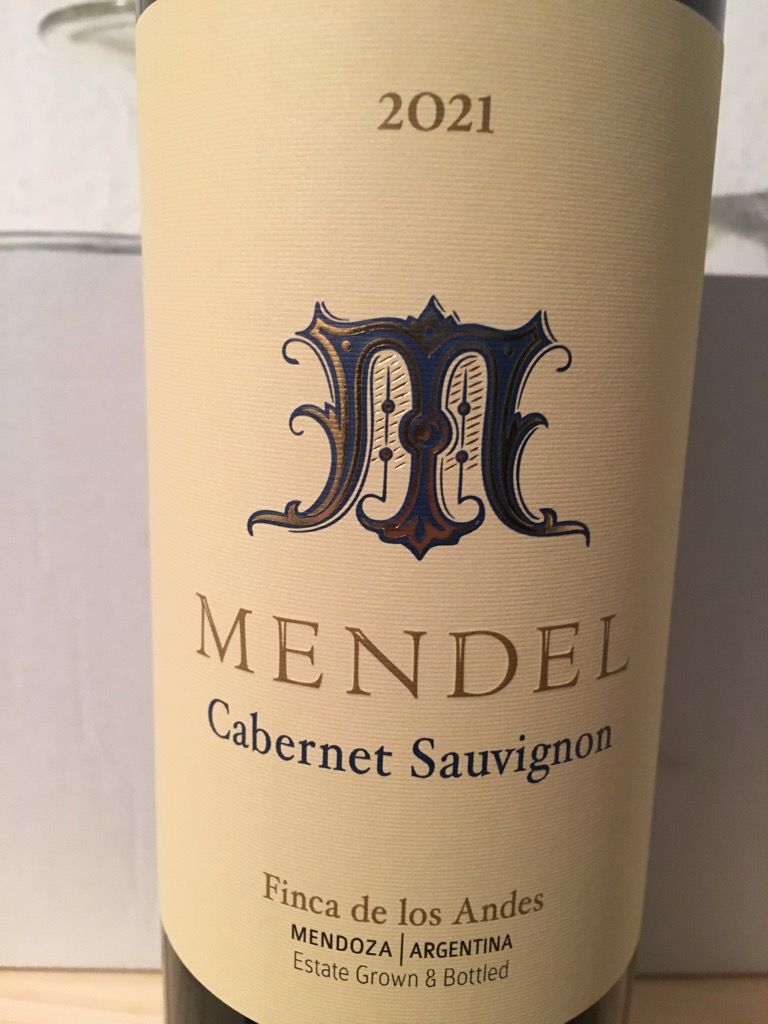 2021
M
MENDEL
Cabernet Sauvignon
Finca de los Andes
MENDOZA | ARGENTINA
Estate Grown & Bottled